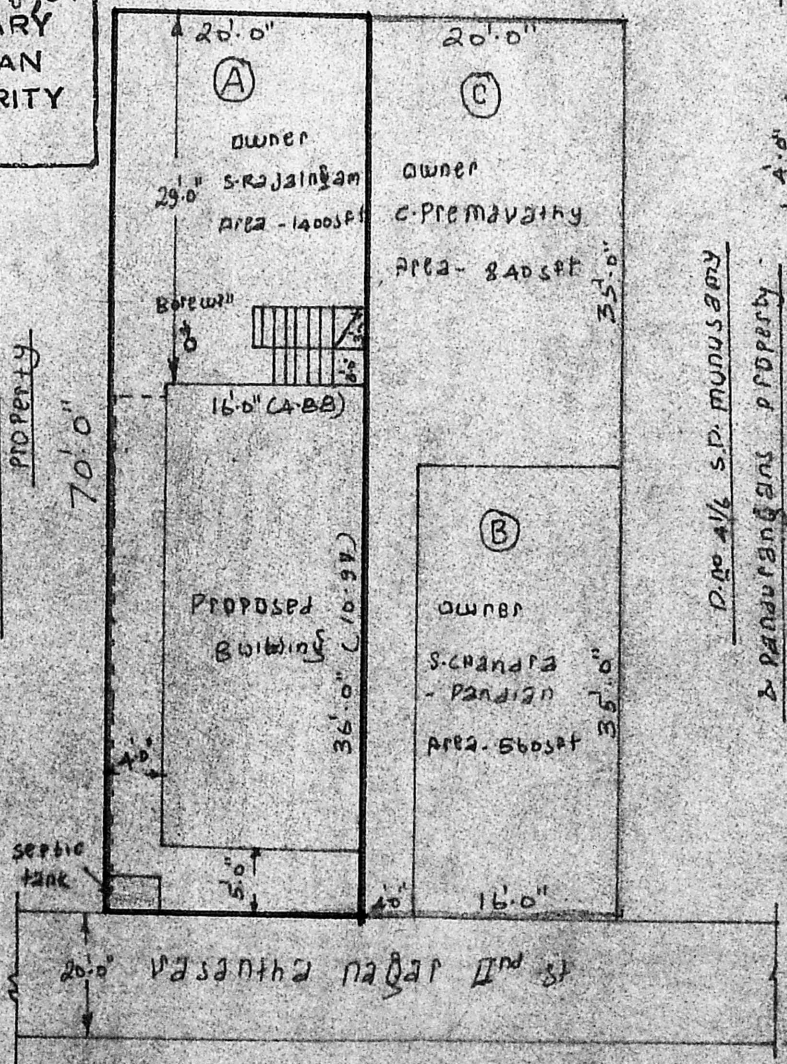 ARY
AN
RITY
20'.0"
A
owner
S.Rajalngam
Area - 1400sft
29'.0"
Borewell
16'.0" (4.88)
Proposed
Building
36'.0" (10.97)
4'.0"
5'.0"
septic
tank
property
70'.0"
20'.0"
C
owner
C.Premavathy
Area- 840sft
35'.0"
B
owner
S.Chandra
- Pandian
Area- 560sft
35'.0"
4'.0"
16'.0"
D.no 41/6 S.D. munusamy
& Pandurangans property
4'.0"
20'.0"
Vasantha nagar IInd st